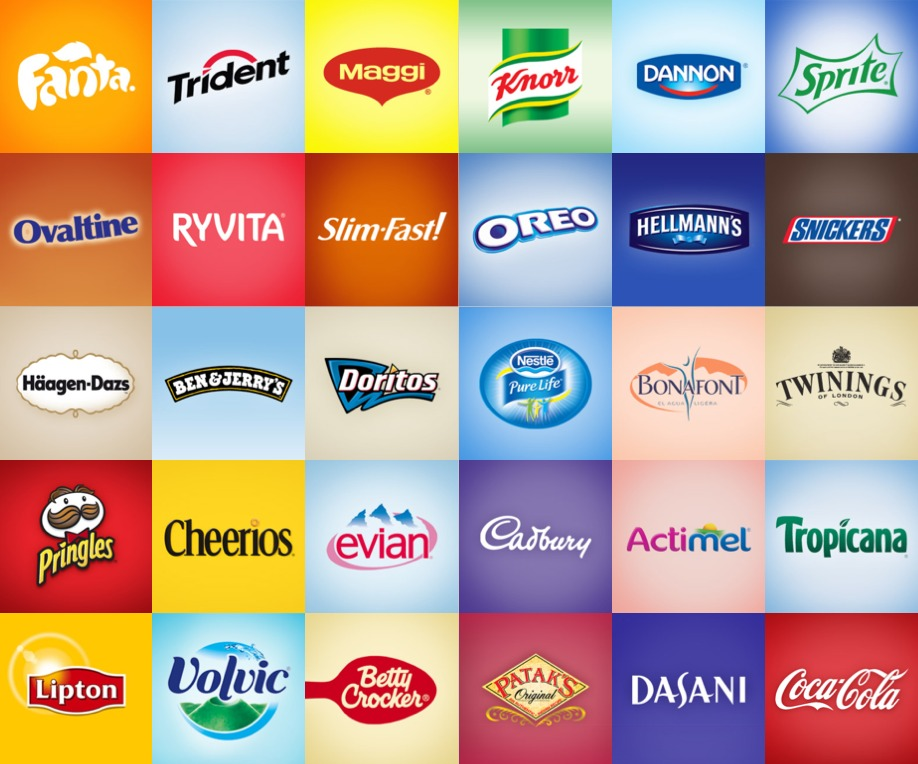 Fanta.
Trident
Maggi®
Knorr
DANNON®
Sprite®
Ovaltine
RYVITA®
Slim·Fast!
OREO
HELLMANN'S
SNICKERS®
Häagen-Dazs
BEN & JERRY'S
Doritos
Nestlé
Pure Life
BONAFONT
EL AGUA LIGERA
TWININGS
OF LONDON
Pringles
Cheerios
evian
Cadbury
Actimel
Tropicana
Lipton
Volvic
Betty
Crocker®
PATAK'S
Original
DASANI
Coca-Cola